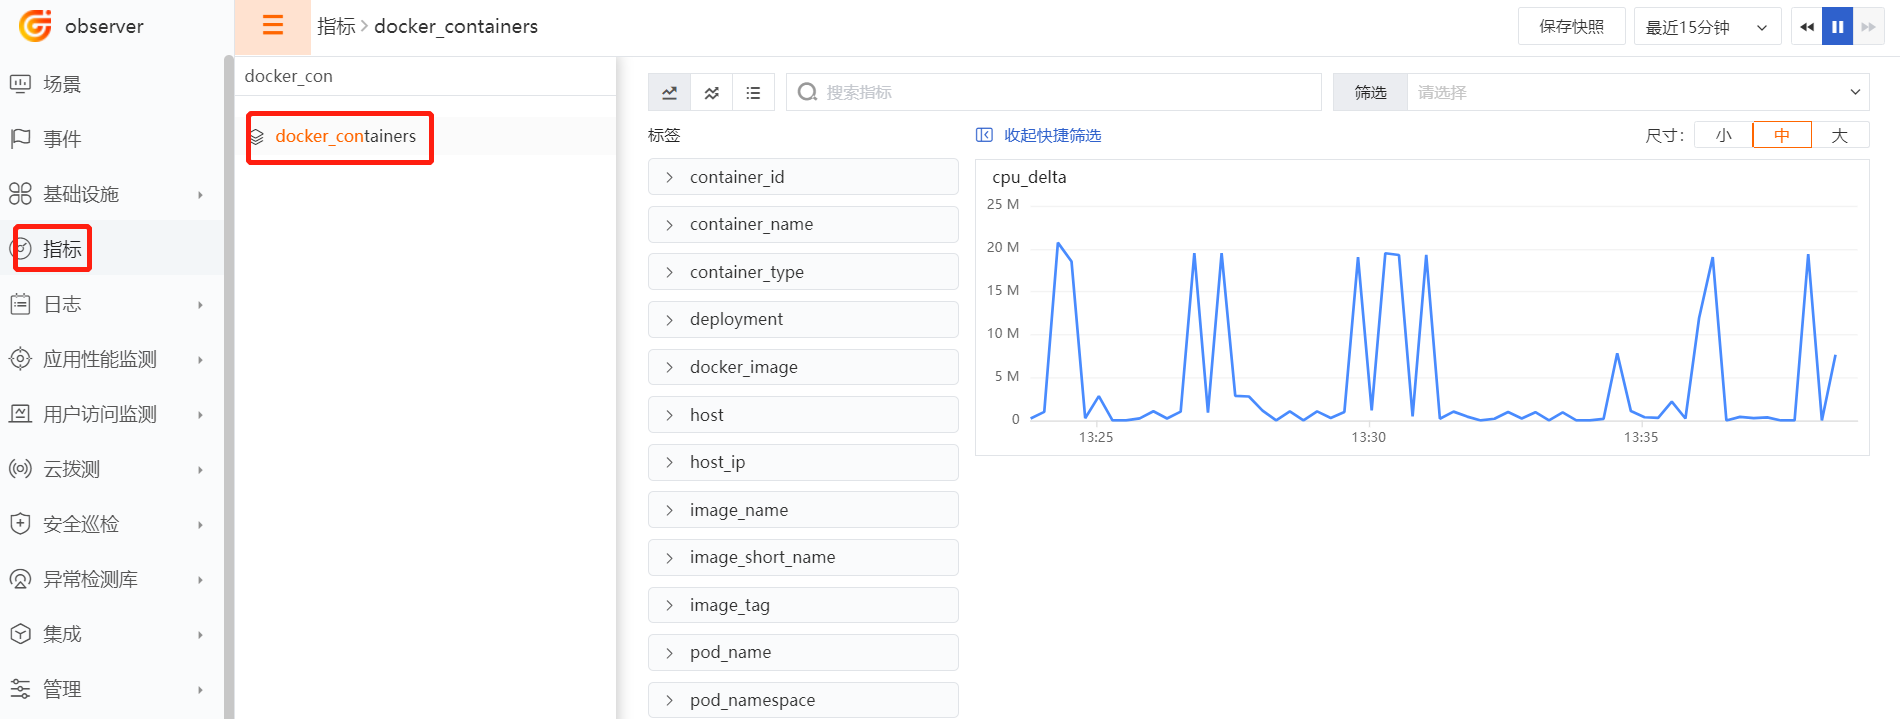 observer
场景
事件
基础设施
指标
日志
应用性能监测
用户访问监测
云拨测
安全巡检
异常检测库
集成
管理
指标 > docker_containers
保存快照
最近15分钟
docker_con
docker_containers
搜索指标
筛选
请选择
标签
收起快捷筛选
尺寸：
小
中
大
container_id
container_name
container_type
deployment
docker_image
host
host_ip
image_name
image_short_name
image_tag
pod_name
pod_namespace
cpu_delta
25 M
20 M
15 M
10 M
5 M
0
13:25
13:30
13:35